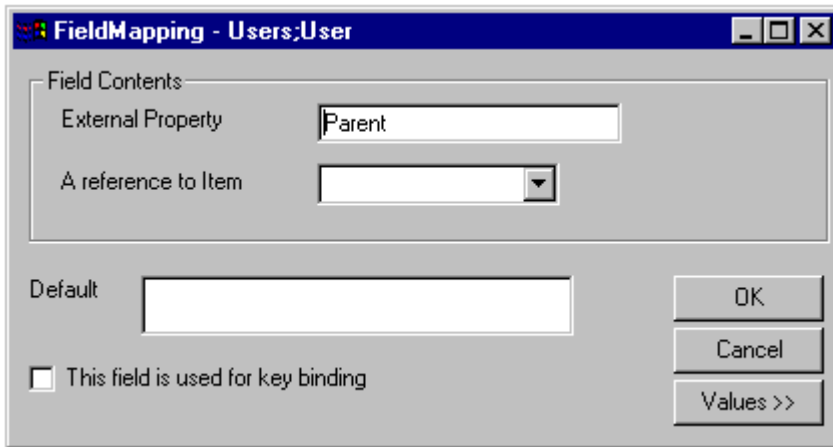 FieldMapping - Users;User
Field Contents
External Property
Parent
A reference to Item
Default
OK
Cancel
This field is used for key binding
Values >>